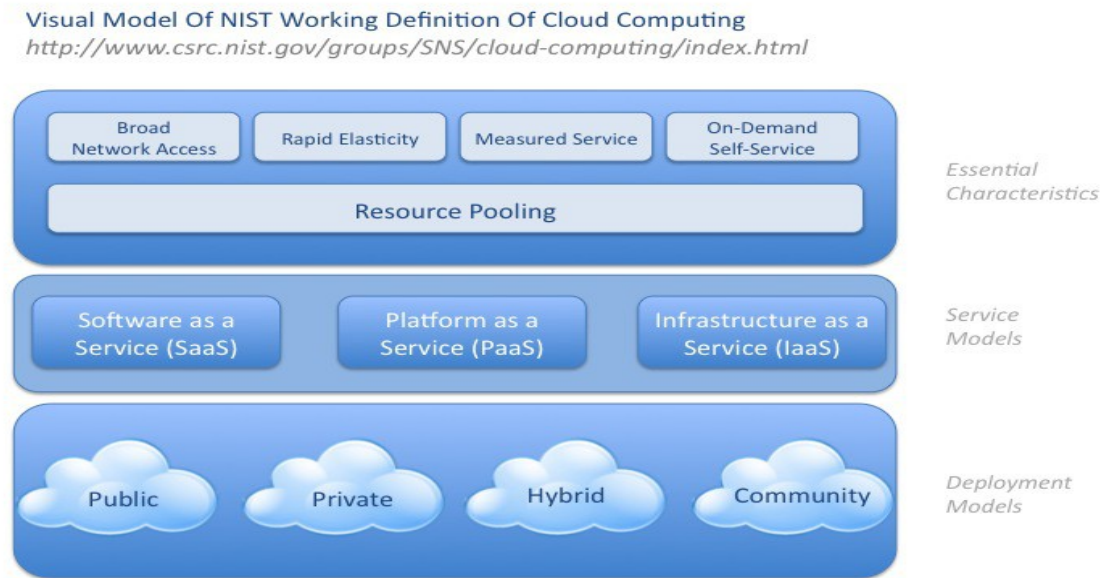 Visual Model Of NIST Working Definition Of Cloud Computing
http://www.csrc.nist.gov/groups/SNS/cloud-computing/index.html
Broad
Network Access
Rapid Elasticity
Measured Service
On-Demand
Self-Service
Resource Pooling
Essential
Characteristics
Software as a
Service (SaaS)
Platform as a
Service (PaaS)
Infrastructure as a
Service (IaaS)
Service
Models
Public
Private
Hybrid
Community
Deployment
Models